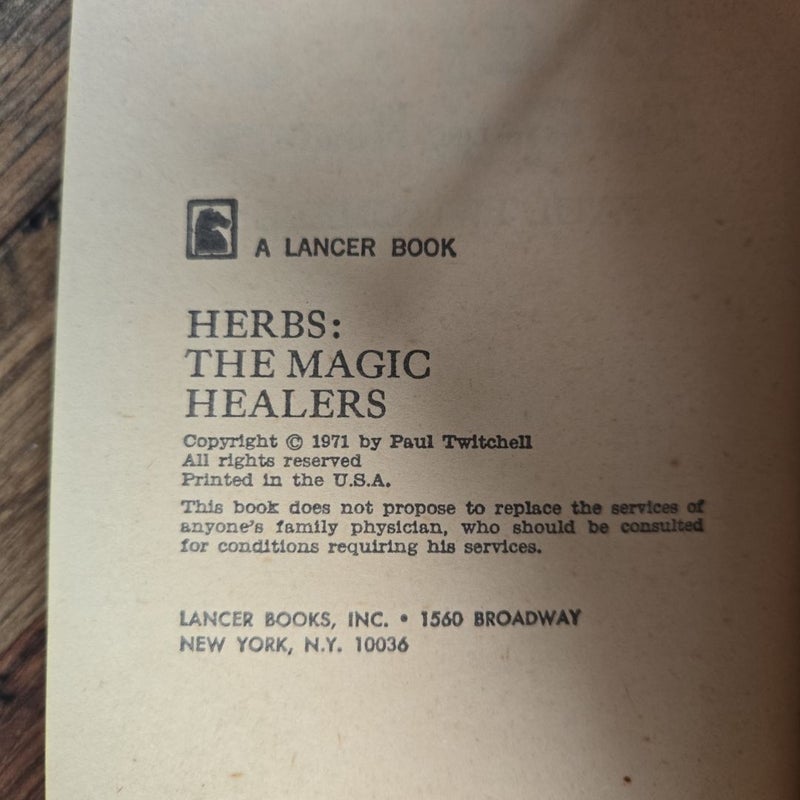 A LANCER BOOK
HERBS:
THE MAGIC
HEALERS
Copyright © 1971 by Paul Twitchell
All rights reserved
Printed in the U.S.A.
This book does not propose to replace the services of
anyone's family physician, who should be consulted
for conditions requiring his services.
LANCER BOOKS, INC. • 1560 BROADWAY
NEW YORK, N.Y. 10036